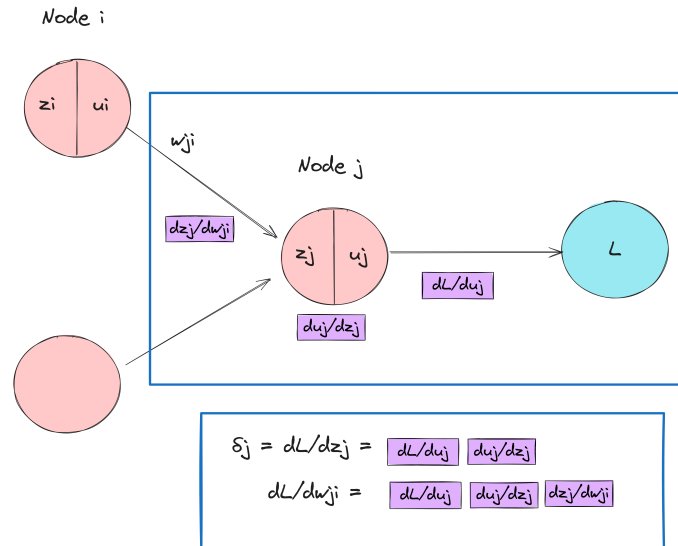 Node i
zi ui
wji
Node j
dzj/dwji
zj uj
L
dL/duj
duj/dzj
δj = dL/dzj = dL/duj duj/dzj
dL/dwji = dL/duj duj/dzj dzj/dwji